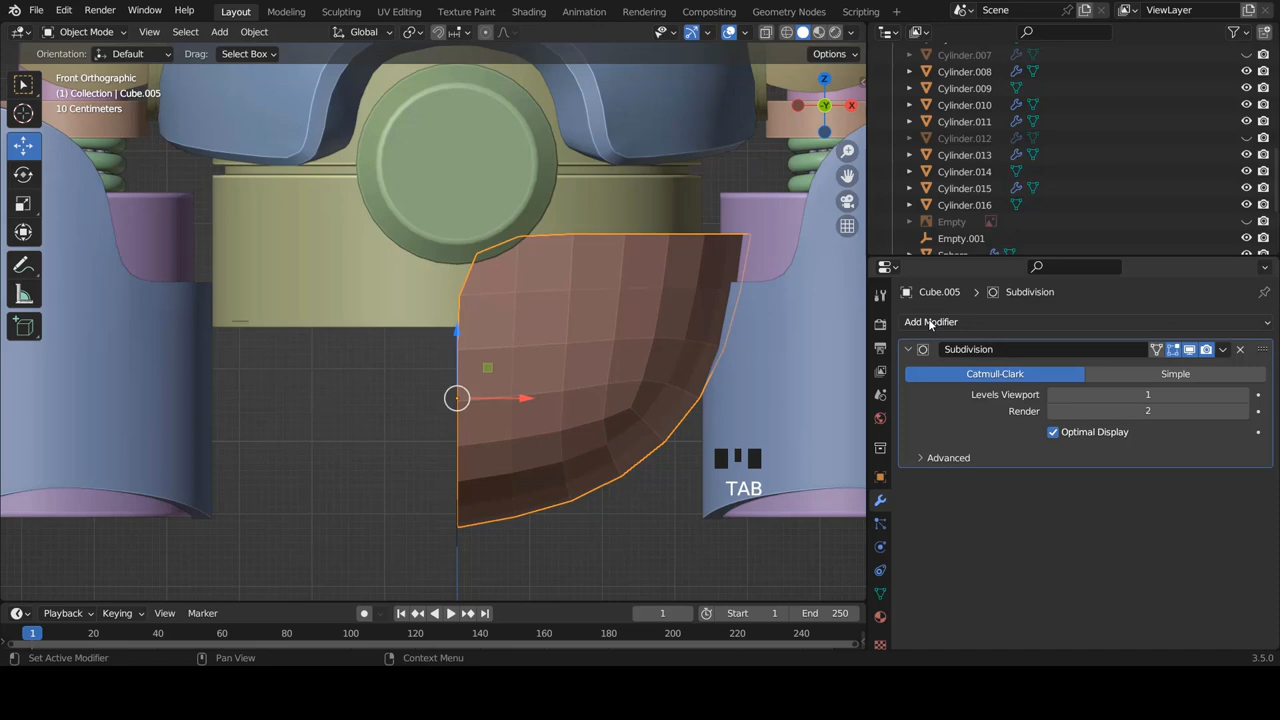 File Edit Render Window Help Layout Modeling Sculpting UV Editing Texture Paint Shading Animation Rendering Compositing Geometry Nodes Scripting Scene ViewLayer
Object Mode View Select Add Object Global
Orientation: Default Drag: Select Box Options
Front Orthographic
(1) Collection | Cube.005
10 Centimeters
Z
X
-Y
Cylinder.007
Cylinder.008
Cylinder.009
Cylinder.010
Cylinder.011
Cylinder.012
Cylinder.013
Cylinder.014
Cylinder.015
Cylinder.016
Empty
Empty.001
Cube.005 > Subdivision
Add Modifier
Subdivision
Catmull-Clark Simple
Levels Viewport 1
Render 2
Optimal Display
Advanced
TAB
Playback Keying View Marker 1 Start 1 End 250
1 20 40 60 80 100 120 140 160 180 200 220 240
Set Active Modifier Pan View Context Menu 3.5.0